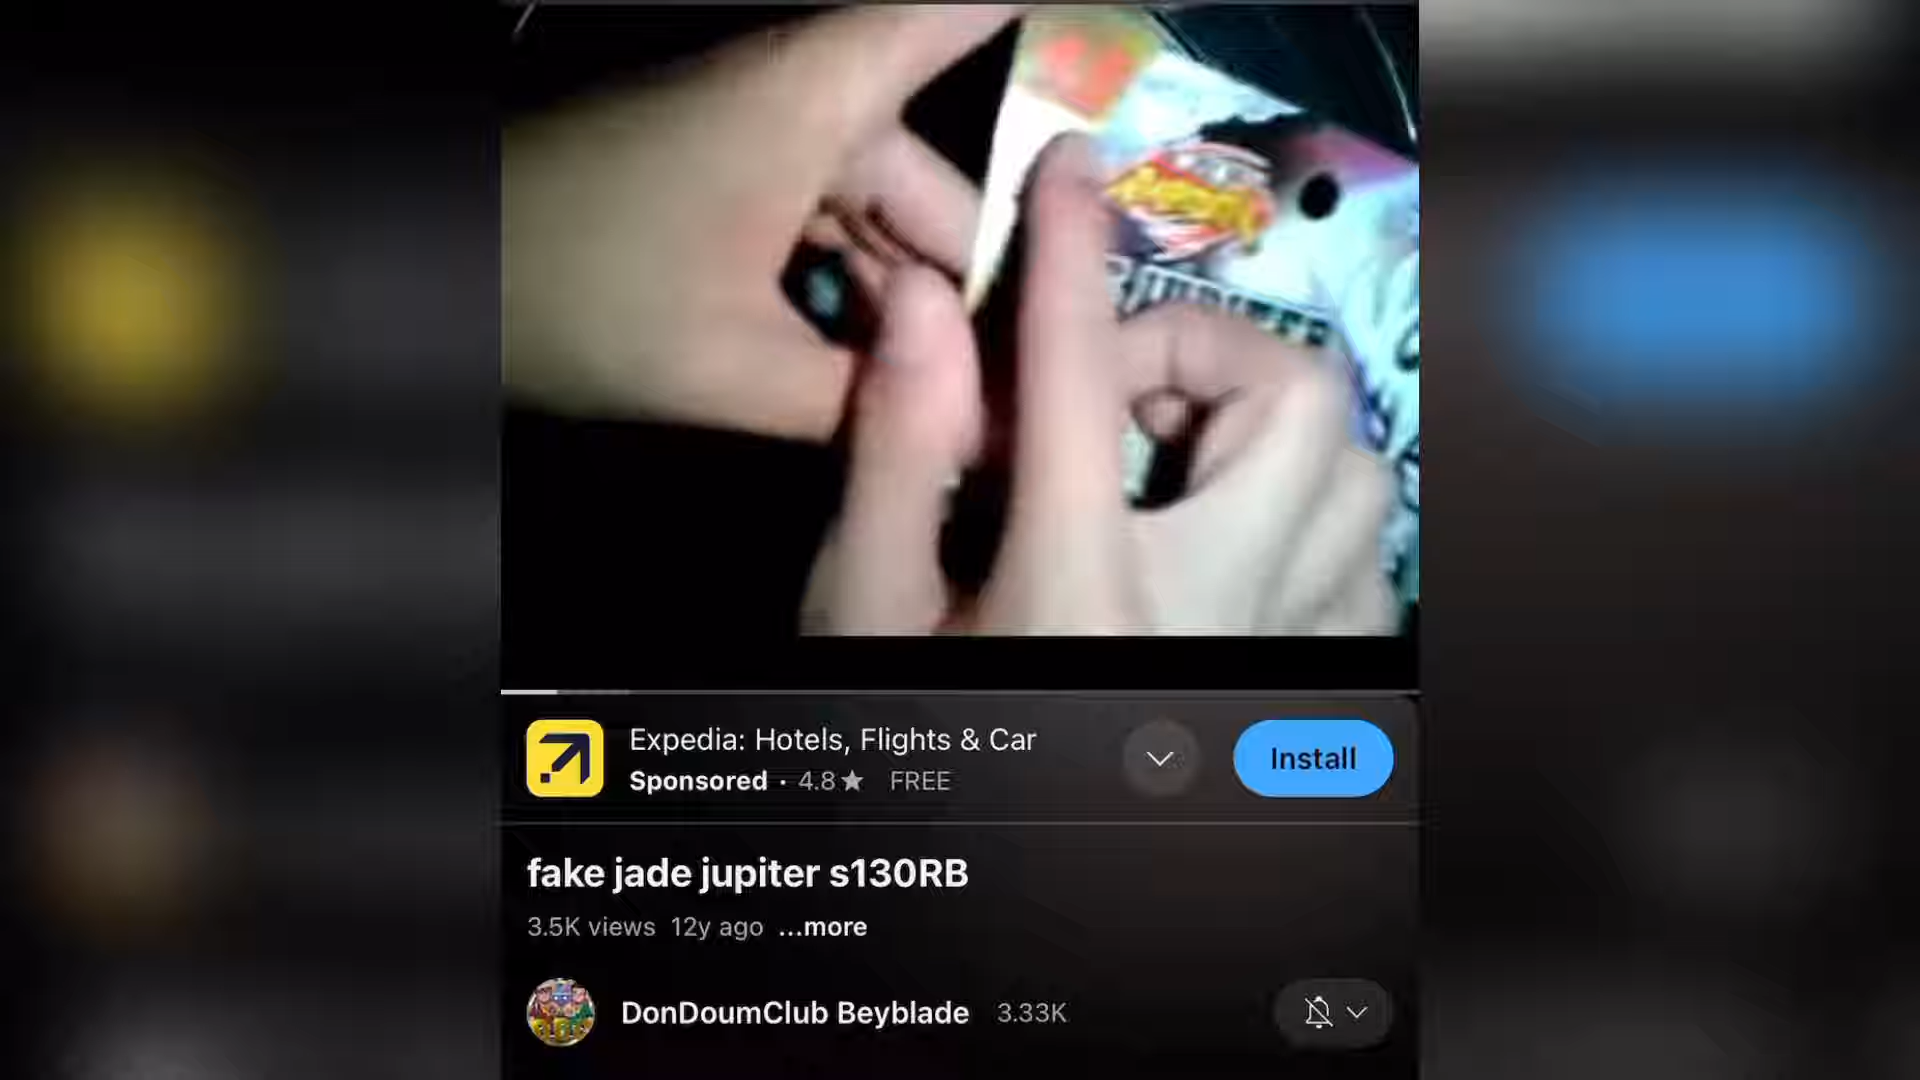 JUPITER
Expedia: Hotels, Flights & Car
Sponsored · 4.8★ FREE
Install
fake jade jupiter s130RB
3.5K views 12y ago ...more
DonDoumClub Beyblade 3.33K